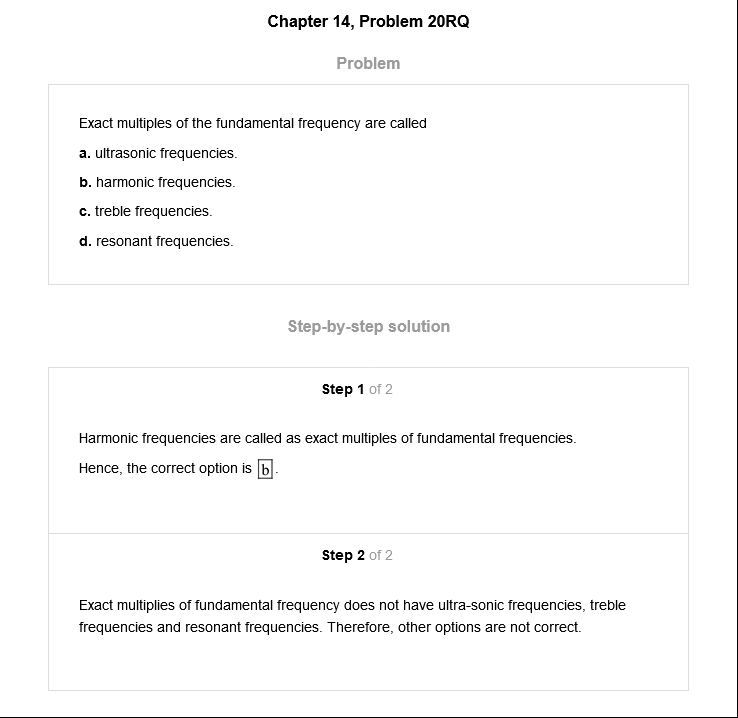 Chapter 14, Problem 20RQ
Problem
Exact multiples of the fundamental frequency are called
a. ultrasonic frequencies.
b. harmonic frequencies.
c. treble frequencies.
d. resonant frequencies.
Step-by-step solution
Step 1 of 2
Harmonic frequencies are called as exact multiples of fundamental frequencies.
Hence, the correct option is b.
Step 2 of 2
Exact multiplies of fundamental frequency does not have ultra-sonic frequencies, treble
frequencies and resonant frequencies. Therefore, other options are not correct.